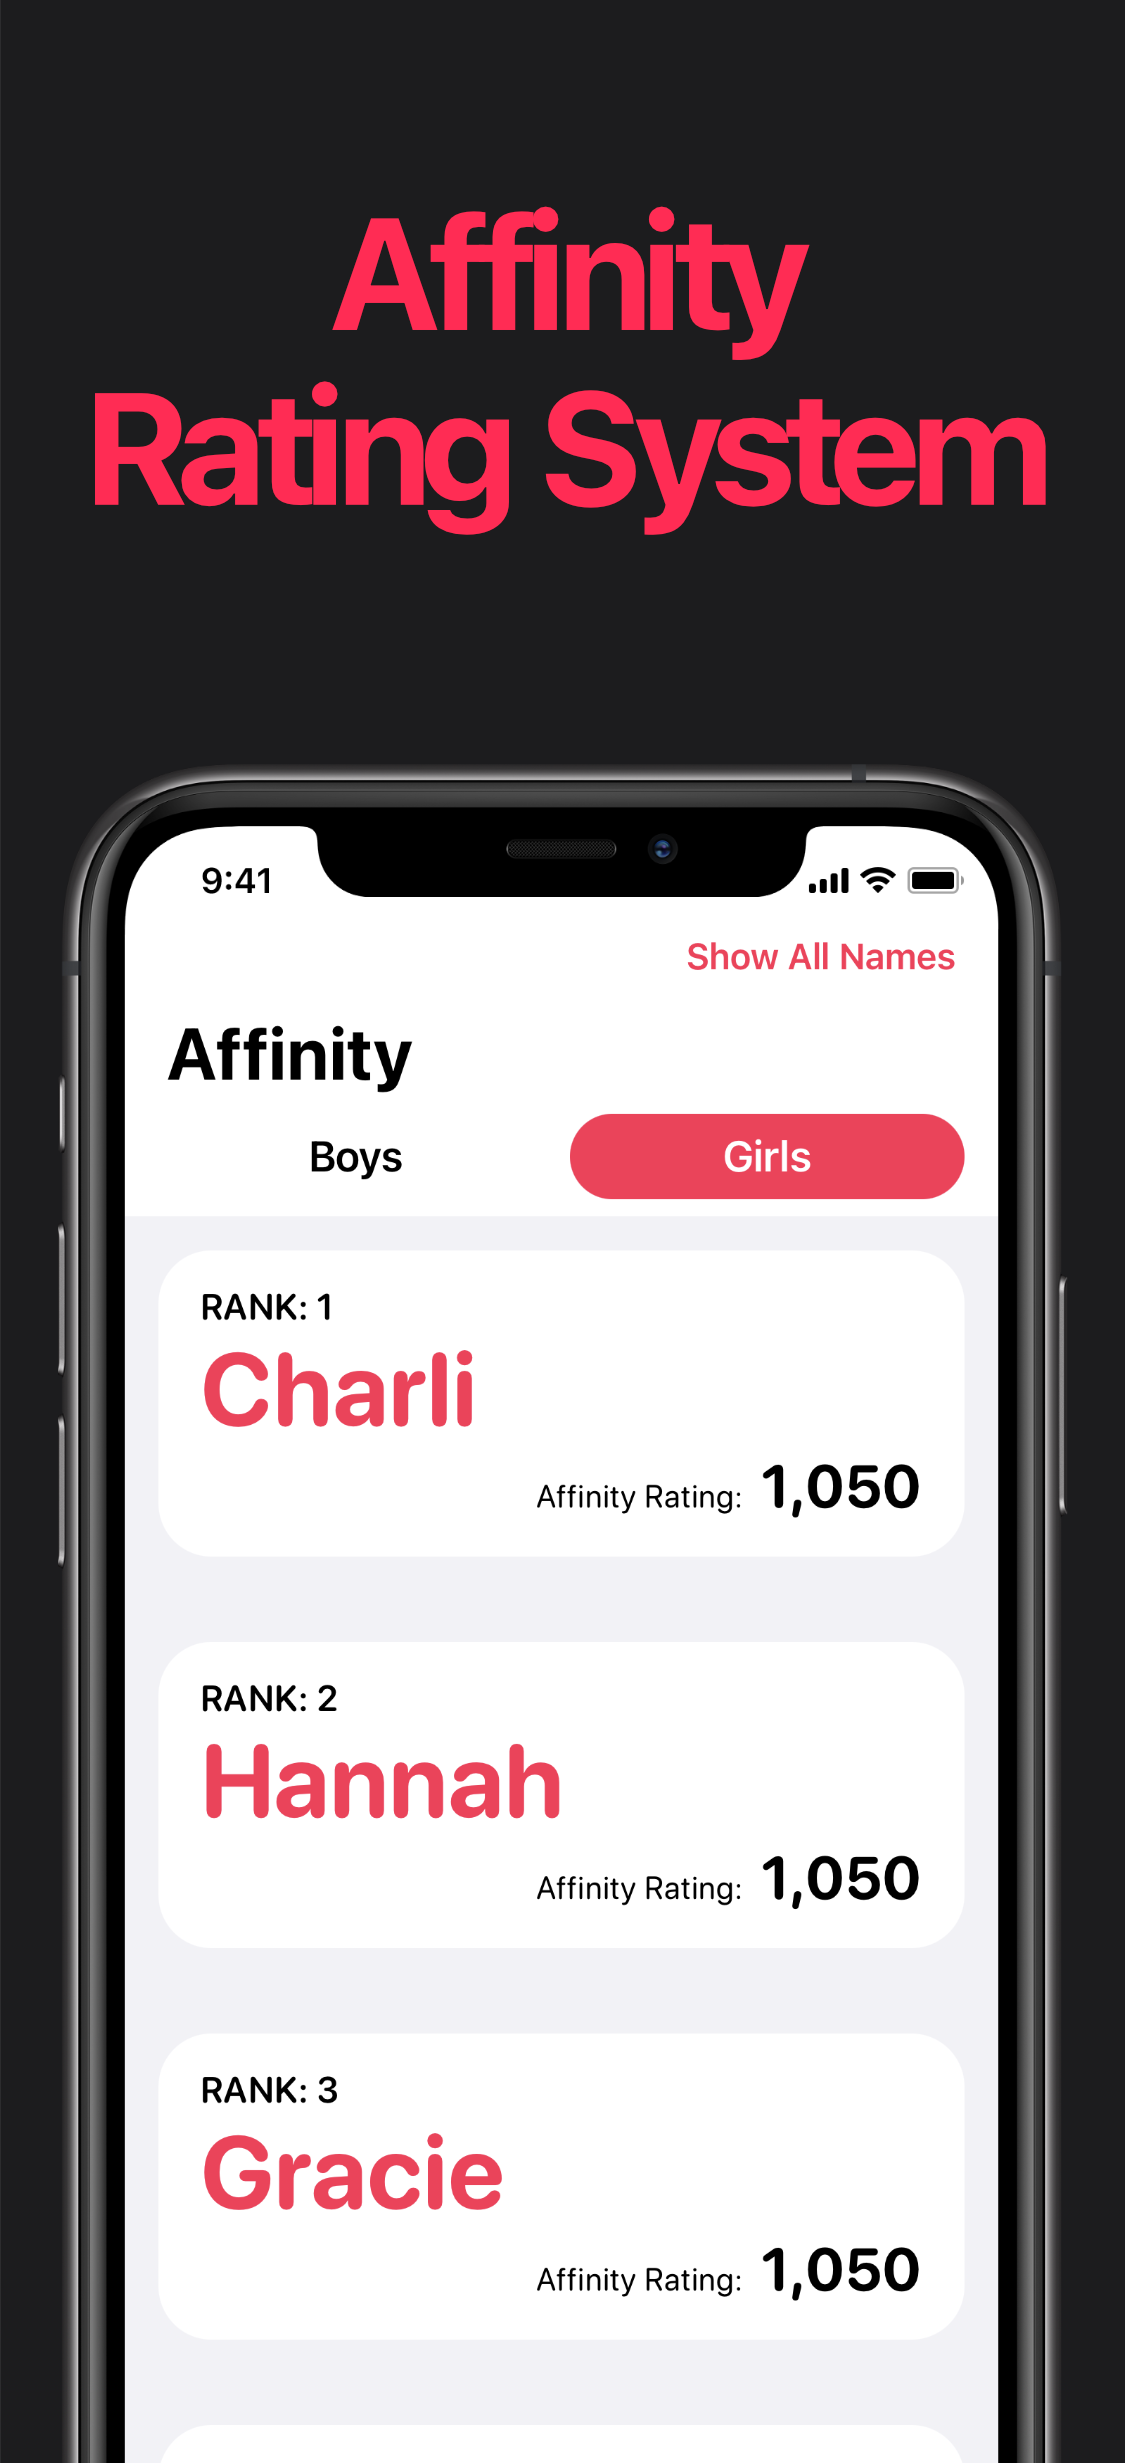 Affinity
Rating System
9:41
Show All Names
Affinity
Boys Girls
RANK: 1
Charli
Affinity Rating: 1,050
RANK: 2
Hannah
Affinity Rating: 1,050
RANK: 3
Gracie
Affinity Rating: 1,050